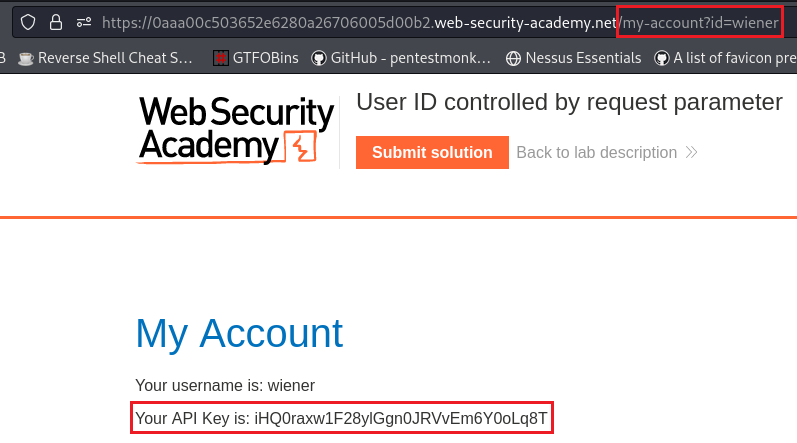 https://0aaa00c503652e6280a26706005d00b2.web-security-academy.net/my-account?id=wiener
B Reverse Shell Cheat S… GTFOBins GitHub - pentestmonk… Nessus Essentials A list of favicon pre
Web Security
Academy
User ID controlled by request parameter
Submit solution Back to lab description
My Account
Your username is: wiener
Your API Key is: iHQ0raxw1F28ylGgn0JRVvEm6Y0oLq8T